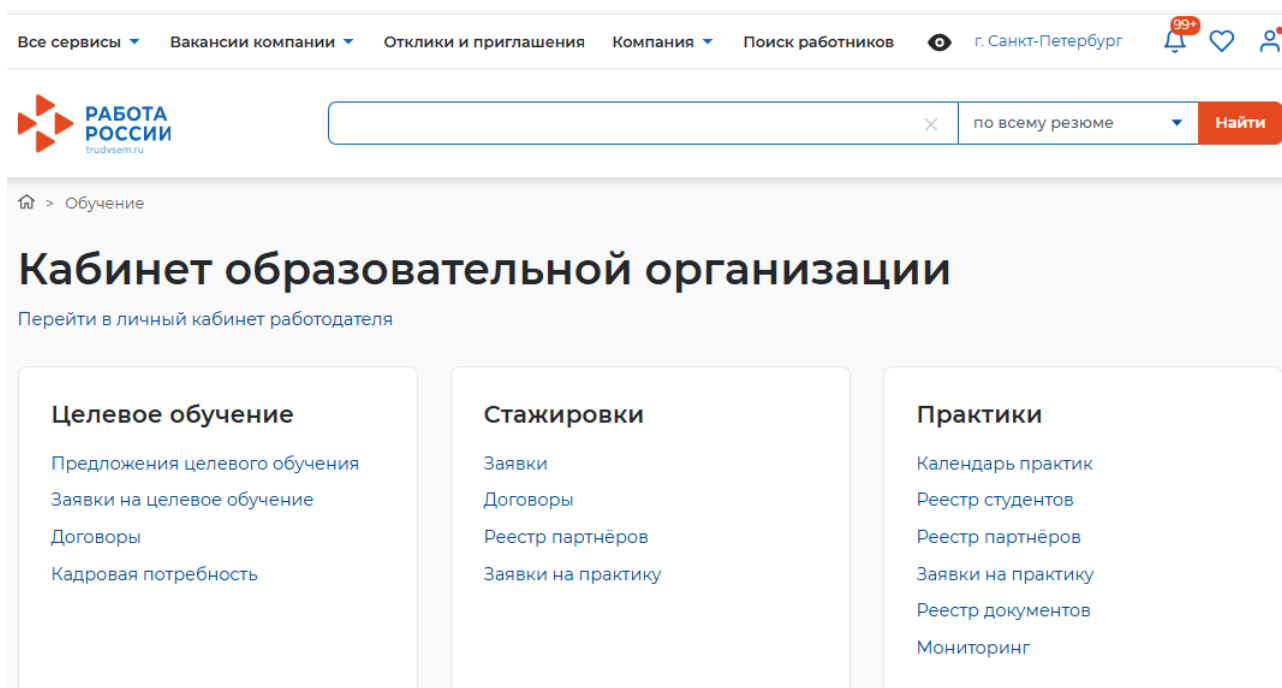 99+
Все сервисы Вакансии компании Отклики и приглашения Компания Поиск работников г. Санкт-Петербург
РАБОТА
РОССИИ
trudvsem.ru
по всему резюме Найти
> Обучение
Кабинет образовательной организации
Перейти в личный кабинет работодателя
Целевое обучение
Предложения целевого обучения
Заявки на целевое обучение
Договоры
Кадровая потребность
Стажировки
Заявки
Договоры
Реестр партнёров
Заявки на практику
Практики
Календарь практик
Реестр студентов
Реестр партнёров
Заявки на практику
Реестр документов
Мониторинг